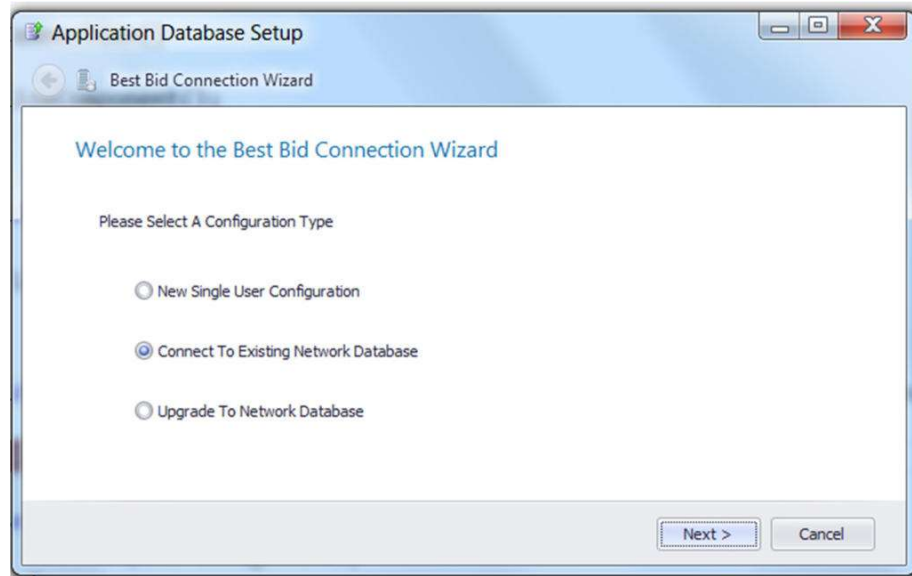 Application Database Setup
Best Bid Connection Wizard
Welcome to the Best Bid Connection Wizard
Please Select A Configuration Type
New Single User Configuration
Connect To Existing Network Database
Upgrade To Network Database
Next > Cancel